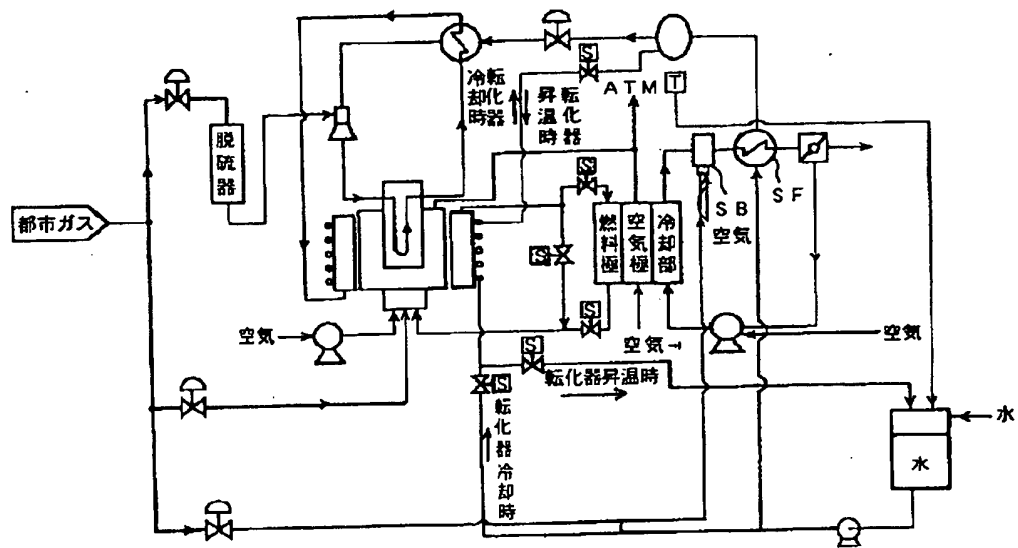 都市ガス
脱硫器
転化器
冷却時
転化器
昇温時
ATM
T
S
SB
空気
SF
燃料極
空気極
冷却部
S
S
S
空気
空気
空気
S
転化器昇温時
S
転化器冷却時
水
水